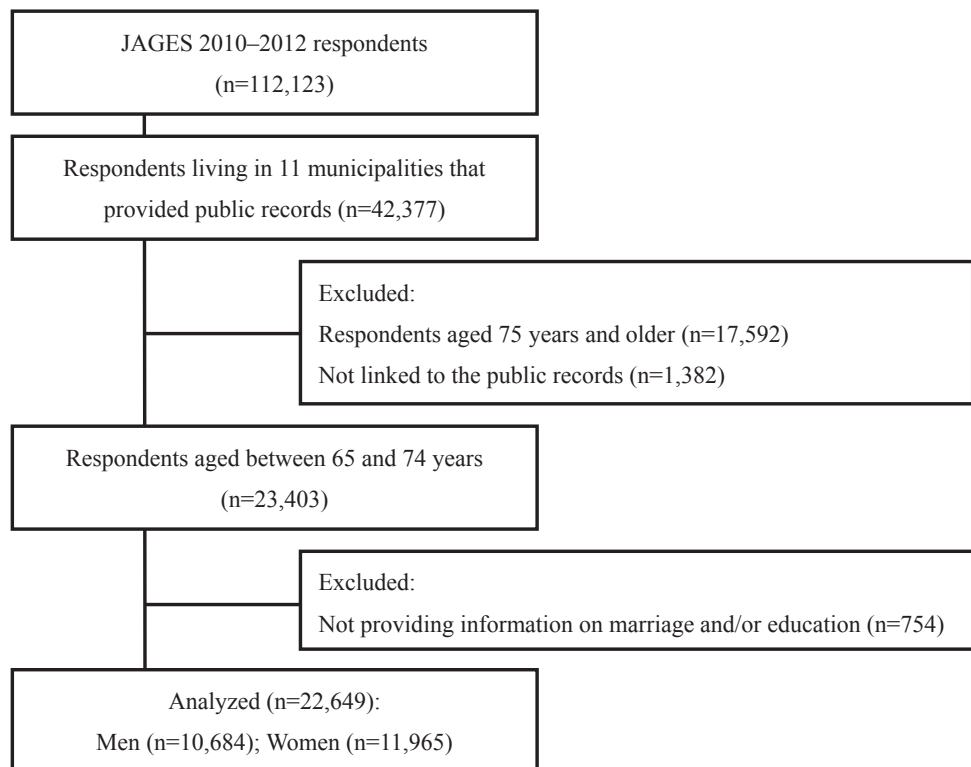 JAGES 2010–2012 respondents
(n=112,123)
Respondents living in 11 municipalities that
provided public records (n=42,377)
Excluded:
Respondents aged 75 years and older (n=17,592)
Not linked to the public records (n=1,382)
Respondents aged between 65 and 74 years
(n=23,403)
Excluded:
Not providing information on marriage and/or education (n=754)
Analyzed (n=22,649):
Men (n=10,684); Women (n=11,965)